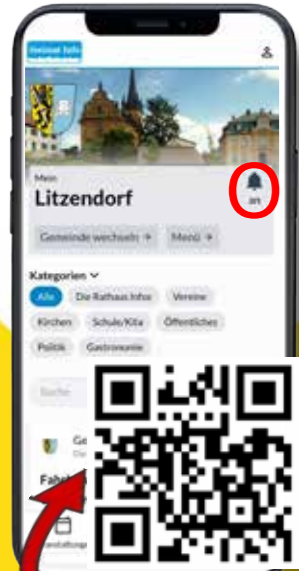 Heimat Info
Mein
Litzendorf
an
Gemeinde wechseln → Menü →
Kategorien
Alle Die Rathaus Infos Vereine
Kirchen Schule/Kita Öffentliches
Politik Gastronomie
Suche